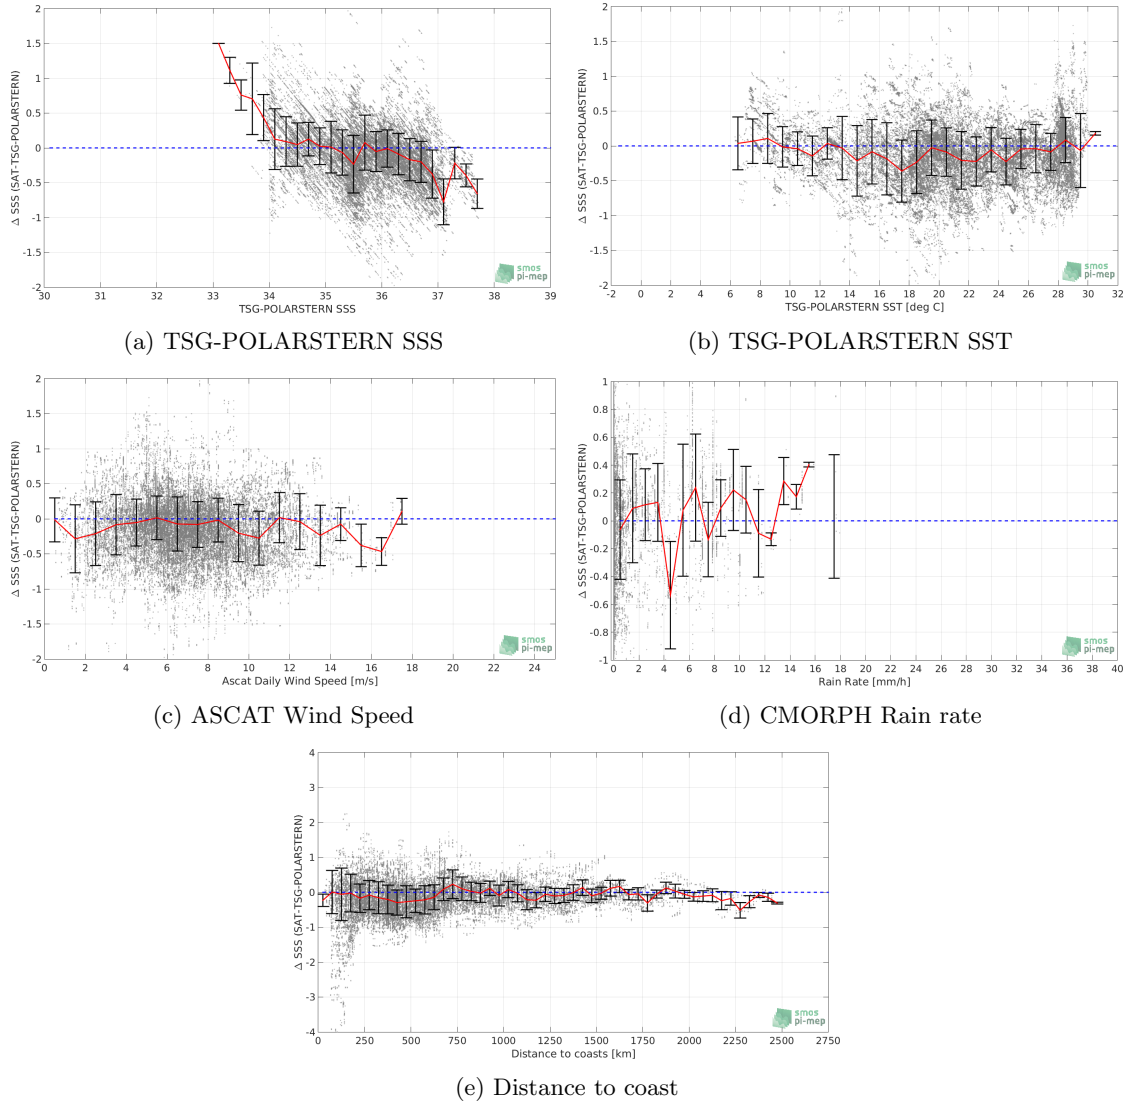 2
1.5
1
0.5
0
-0.5
-1
-1.5
-2
Δ SSS (SAT-TSG-POLARSTERN)
30 31 32 33 34 35 36 37 38 39
TSG-POLARSTERN SSS
smos
pi-mep
(a) TSG-POLARSTERN SSS
2
1.5
1
0.5
0
-0.5
-1
-1.5
-2
Δ SSS (SAT-TSG-POLARSTERN)
-2 0 2 4 6 8 10 12 14 16 18 20 22 24 26 28 30 32
TSG-POLARSTERN SST [deg C]
smos
pi-mep
(b) TSG-POLARSTERN SST
2
1.5
1
0.5
0
-0.5
-1
-1.5
-2
Δ SSS (SAT-TSG-POLARSTERN)
0 2 4 6 8 10 12 14 16 18 20 22 24
Ascat Daily Wind Speed [m/s]
smos
pi-mep
(c) ASCAT Wind Speed
1
0.8
0.6
0.4
0.2
0
-0.2
-0.4
-0.6
-0.8
-1
Δ SSS (SAT-TSG-POLARSTERN)
0 2 4 6 8 10 12 14 16 18 20 22 24 26 28 30 32 34 36 38 40
Rain Rate [mm/h]
smos
pi-mep
(d) CMORPH Rain rate
4
3
2
1
0
-1
-2
-3
-4
Δ SSS (SAT-TSG-POLARSTERN)
0 250 500 750 1000 1250 1500 1750 2000 2250 2500 2750
Distance to coasts [km]
smos
pi-mep
(e) Distance to coast